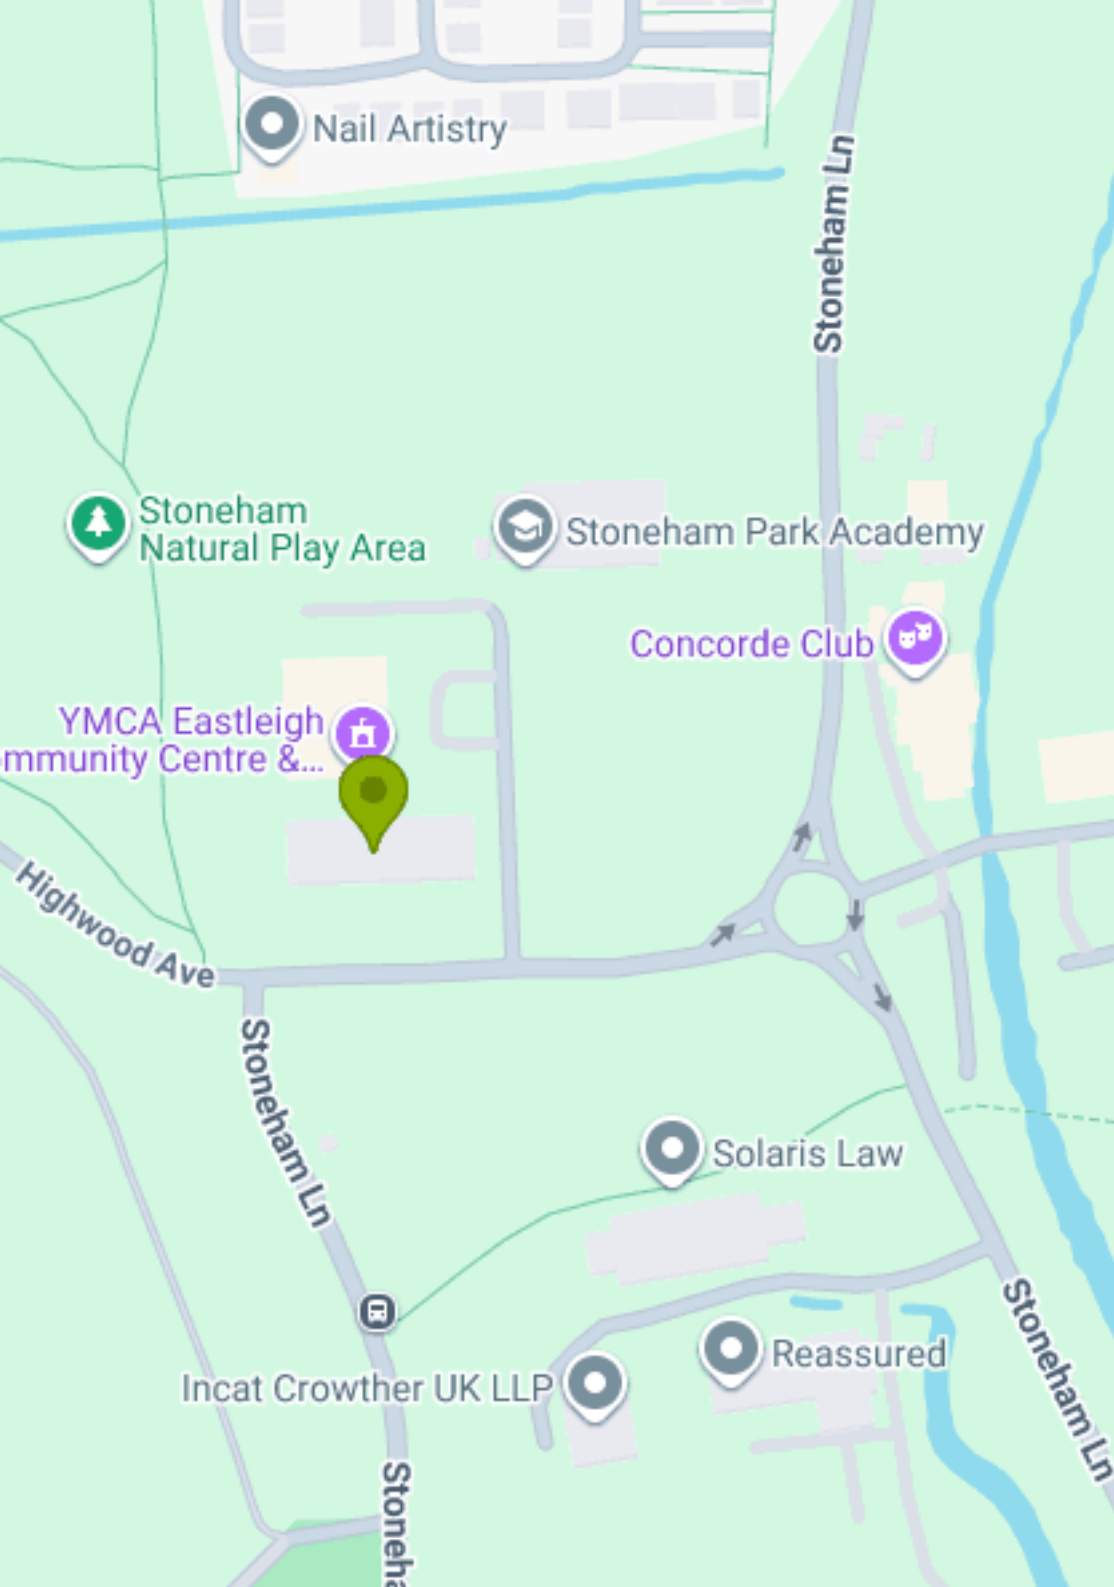 Nail Artistry
Stoneham Ln
Stoneham
Natural Play Area
Stoneham Park Academy
Concorde Club
YMCA Eastleigh
mmunity Centre &...
Highwood Ave
Stoneham Ln
Solaris Law
Stoneham Ln
Reassured
Incat Crowther UK LLP
Stoneha